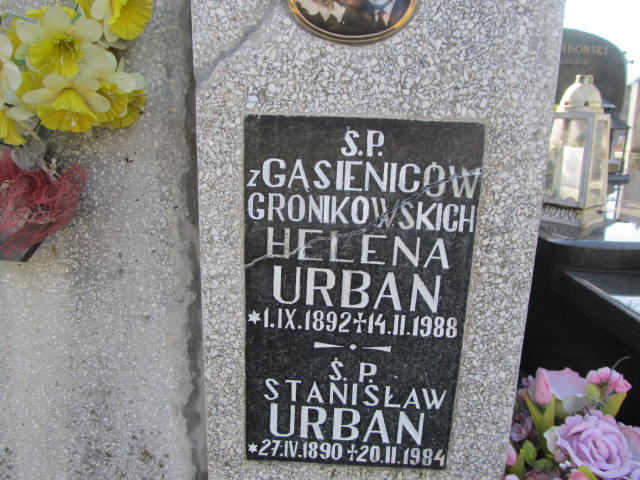 Ś.P.
z GĄSIENICÓW
GRONIKOWSKICH
HELENA
URBAN
*1.IX.1892 †14.II.1988
Ś.P.
STANISŁAW
URBAN
*27.IV.1890 †20.II.1984